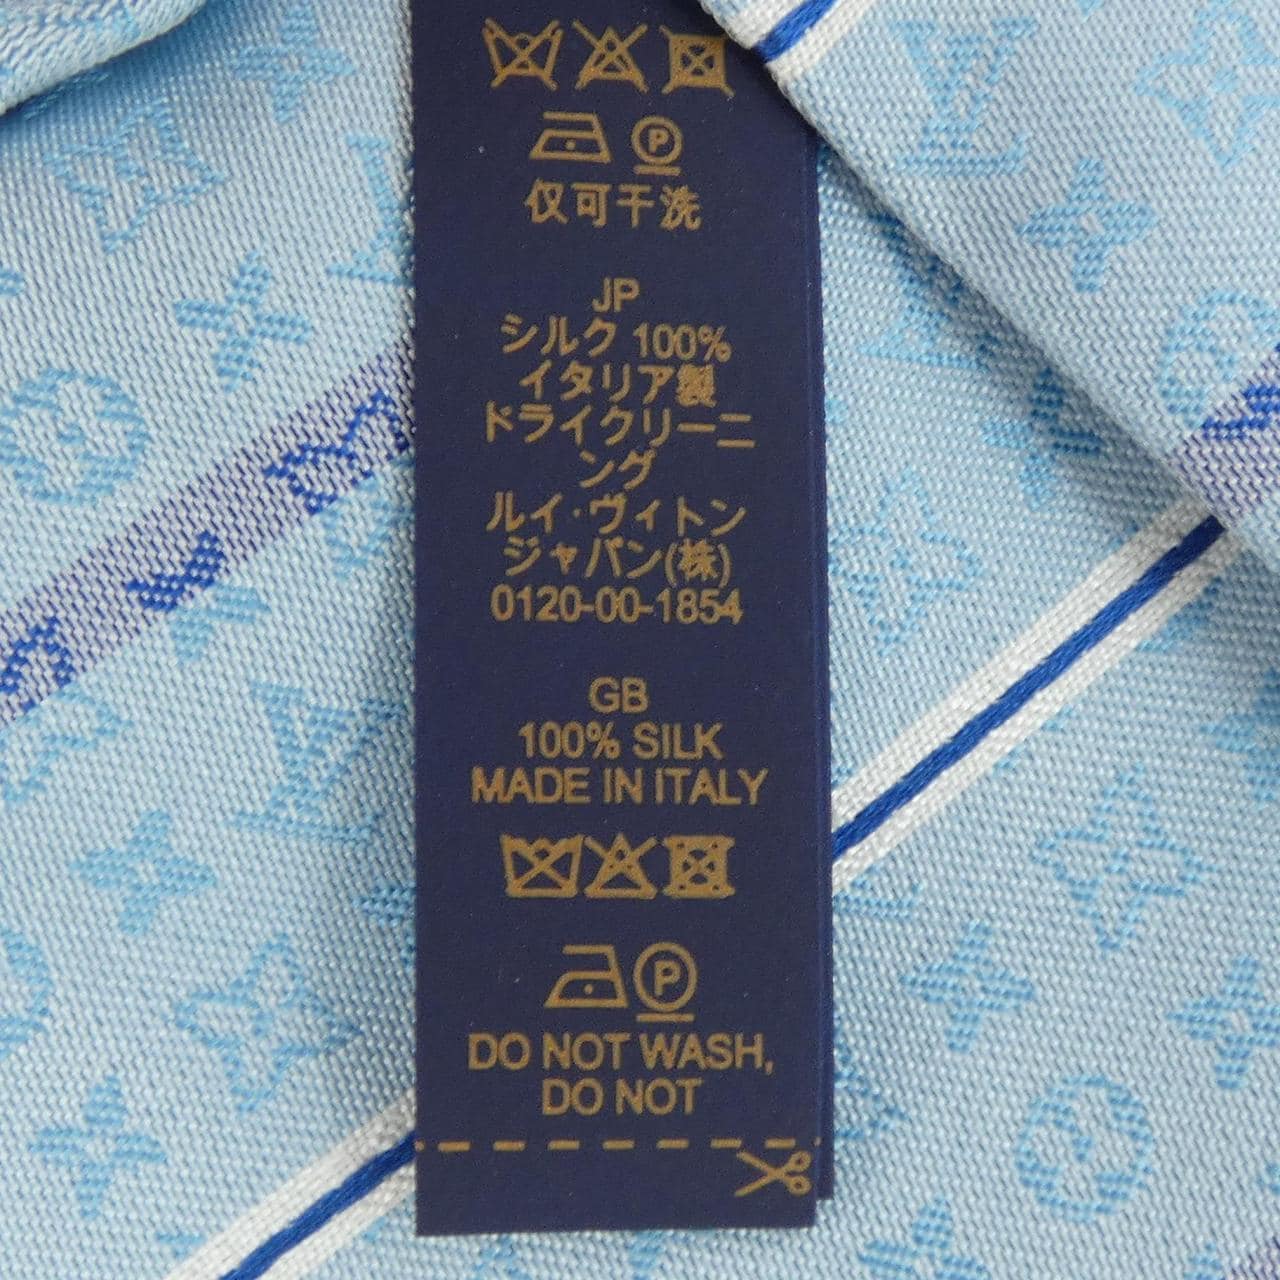 P
仅可干洗
JP
シルク 100%
イタリア製
ドライクリーニ
ング
ルイ・ヴィトン
ジャパン(株)
0120-00-1854
GB
100% SILK
MADE IN ITALY
P
DO NOT WASH,
DO NOT